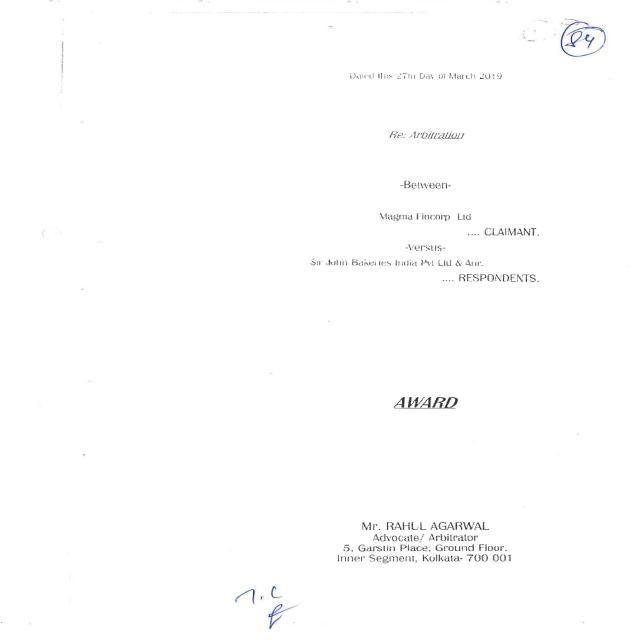 84
Dated this 27th Day of March 2019
Re: Arbitration
-Between-
Magma Fincorp Ltd
.... CLAIMANT.
-Versus-
Sir John Bakeries India Pvt Ltd & Anr.
.... RESPONDENTS.
AWARD
Mr. RAHUL AGARWAL
Advocate/ Arbitrator
5, Garstin Place, Ground Floor,
Inner Segment, Kolkata- 700 001
T.C